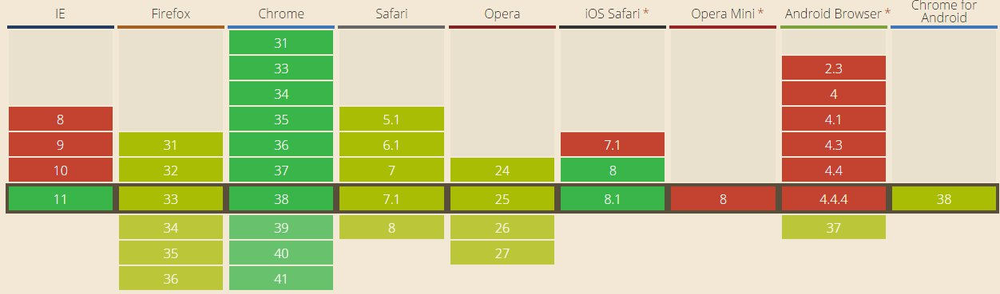 IE Firefox Chrome Safari Opera iOS Safari * Opera Mini * Android Browser * Chrome for Android
31
33 2.3
34 4
8 35 5.1 4.1
9 31 36 6.1 7.1 4.3
10 32 37 7 24 8 4.4
11 33 38 7.1 25 8.1 8 4.4.4 38
34 39 8 26 37
35 40 27
36 41